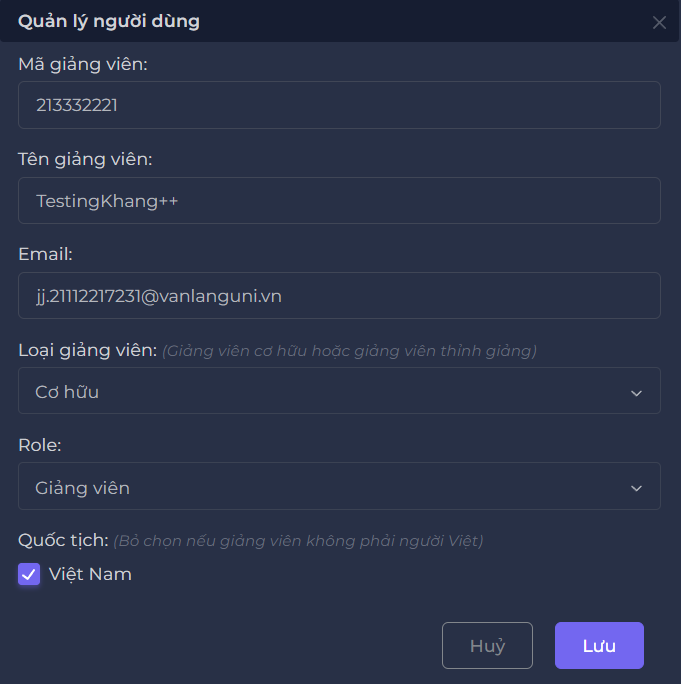 Quản lý người dùng
Mã giảng viên:
213332221
Tên giảng viên:
TestingKhang++
Email:
jj.21112217231@vanlanguni.vn
Loại giảng viên: (Giảng viên cơ hữu hoặc giảng viên thỉnh giảng)
Cơ hữu
Role:
Giảng viên
Quốc tịch: (Bỏ chọn nếu giảng viên không phải người Việt)
Việt Nam
Huỷ Lưu